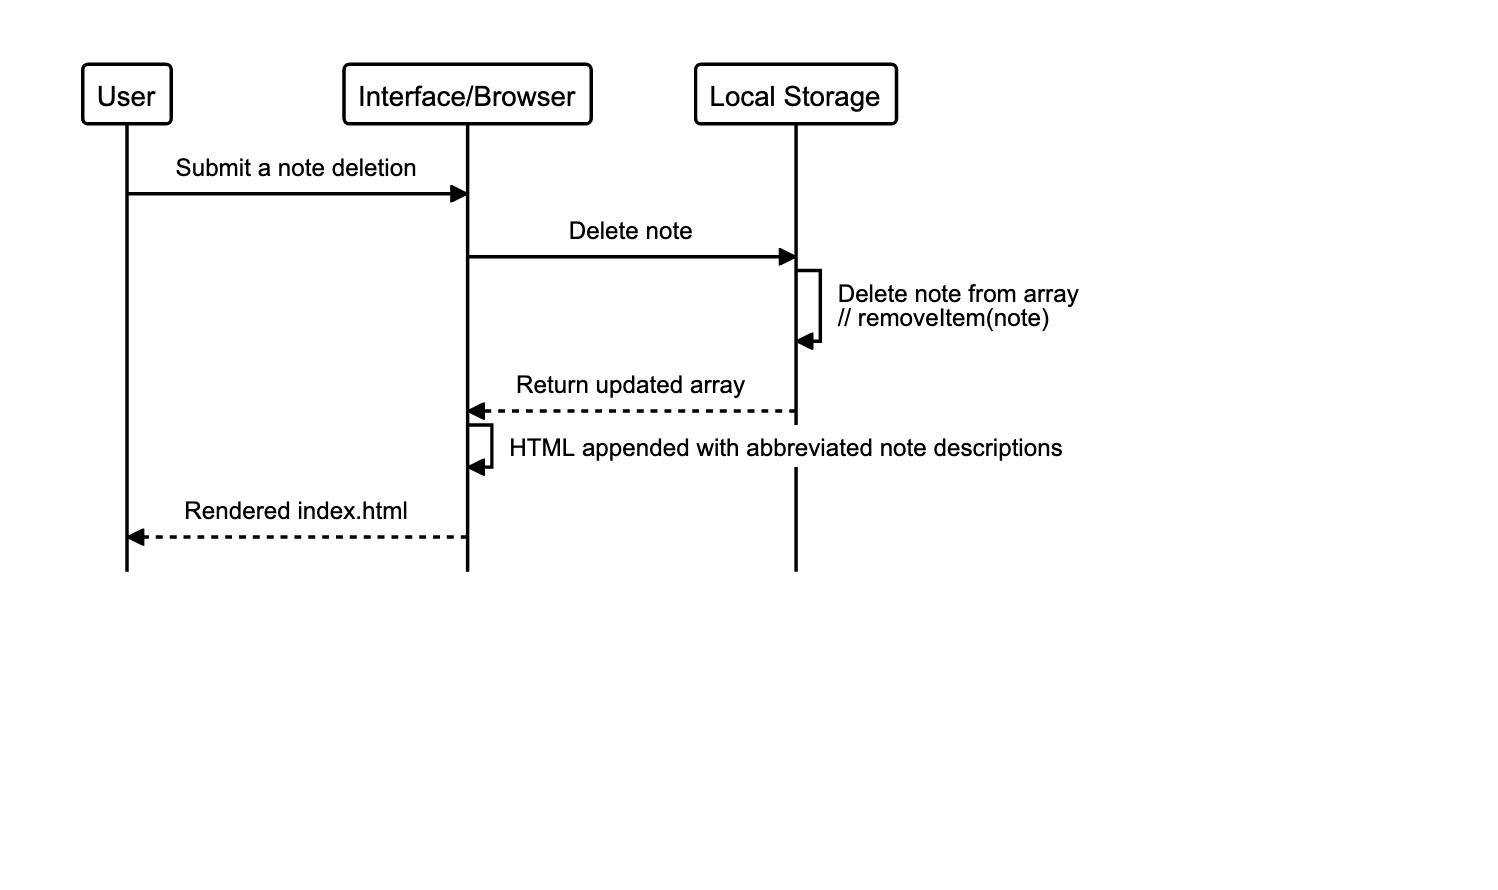 User
Interface/Browser
Local Storage
Submit a note deletion
Delete note
Delete note from array
// removeItem(note)
Return updated array
HTML appended with abbreviated note descriptions
Rendered index.html